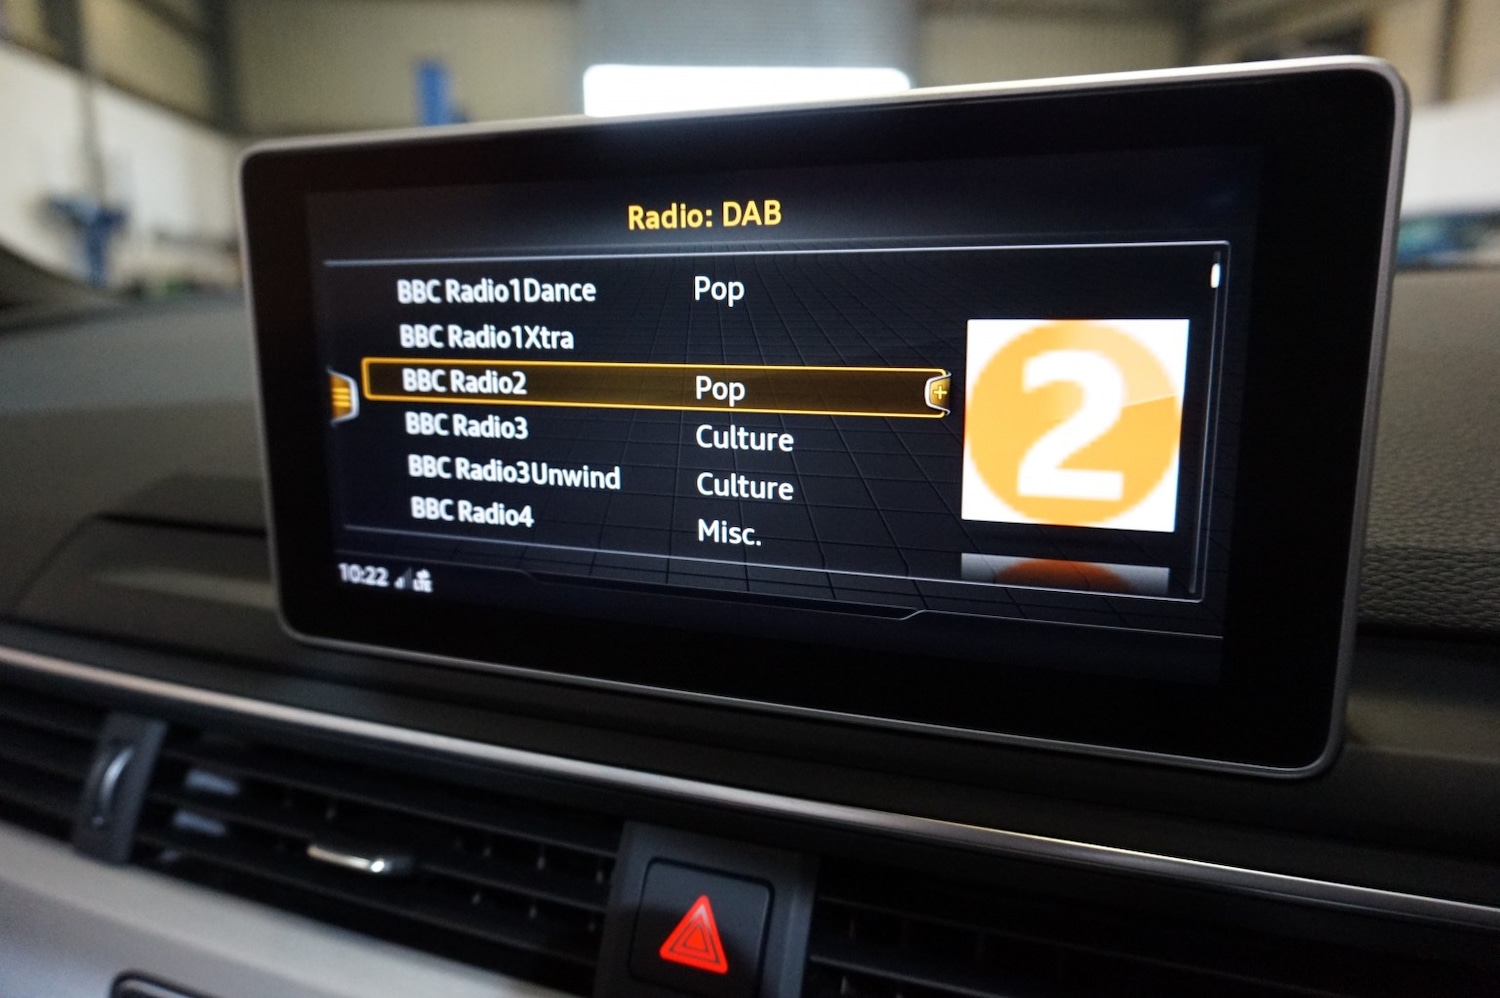 Radio: DAB
BBC Radio1Dance Pop
BBC Radio1Xtra
BBC Radio2 Pop
BBC Radio3 Culture
BBC Radio3Unwind Culture
BBC Radio4 Misc.
2
10:22 LTE